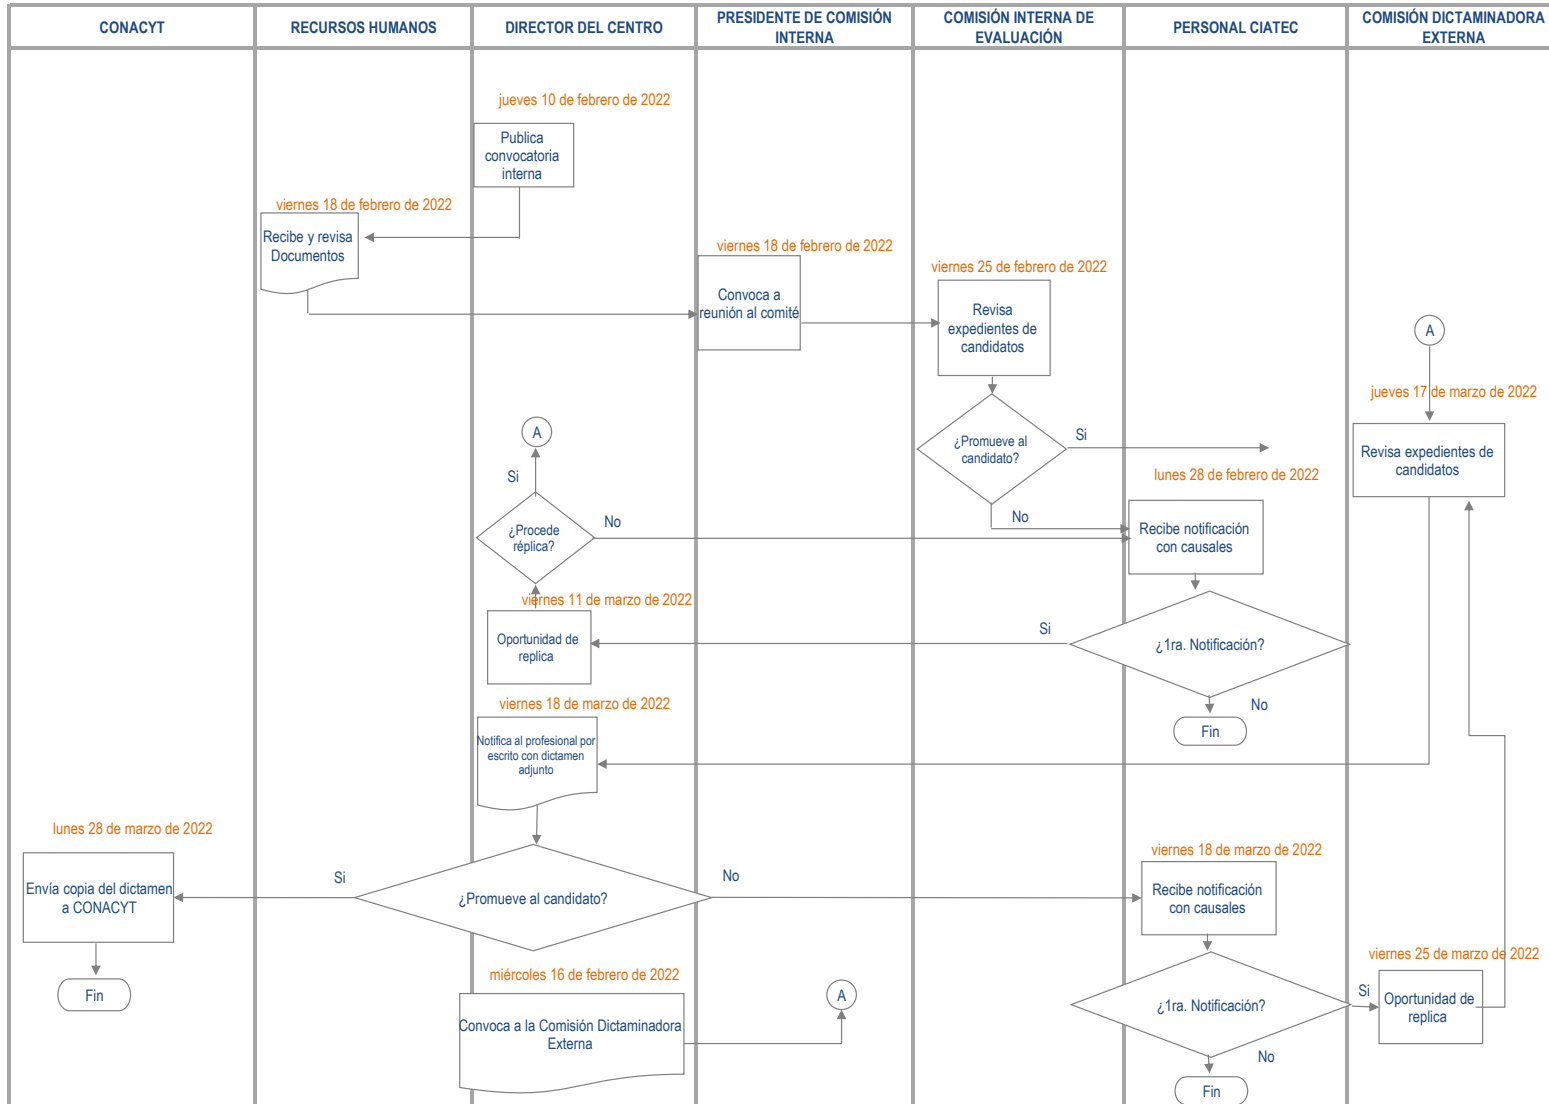 CONACYT
RECURSOS HUMANOS
DIRECTOR DEL CENTRO
PRESIDENTE DE COMISIÓN
INTERNA
COMISIÓN INTERNA DE
EVALUACIÓN
PERSONAL CIATEC
COMISIÓN DICTAMINADORA
EXTERNA
jueves 10 de febrero de 2022
Publica
convocatoria
interna
viernes 18 de febrero de 2022
Recibe y revisa
Documentos
viernes 18 de febrero de 2022
Convoca a
reunión al comité
viernes 25 de febrero de 2022
Revisa
expedientes de
candidatos
A
jueves 17 de marzo de 2022
Revisa expedientes de
candidatos
¿Promueve al
candidato?
Si
No
A
Si
¿Procede
réplica?
No
lunes 28 de febrero de 2022
Recibe notificación
con causales
viernes 11 de marzo de 2022
Oportunidad de
replica
Si
¿1ra. Notificación?
No
Fin
viernes 18 de marzo de 2022
Notifica al profesional por
escrito con dictamen
adjunto
lunes 28 de marzo de 2022
Envía copia del dictamen
a CONACYT
Fin
Si
¿Promueve al candidato?
No
viernes 18 de marzo de 2022
Recibe notificación
con causales
miércoles 16 de febrero de 2022
Convoca a la Comisión Dictaminadora
Externa
A
¿1ra. Notificación?
Si
No
Fin
viernes 25 de marzo de 2022
Oportunidad de
replica